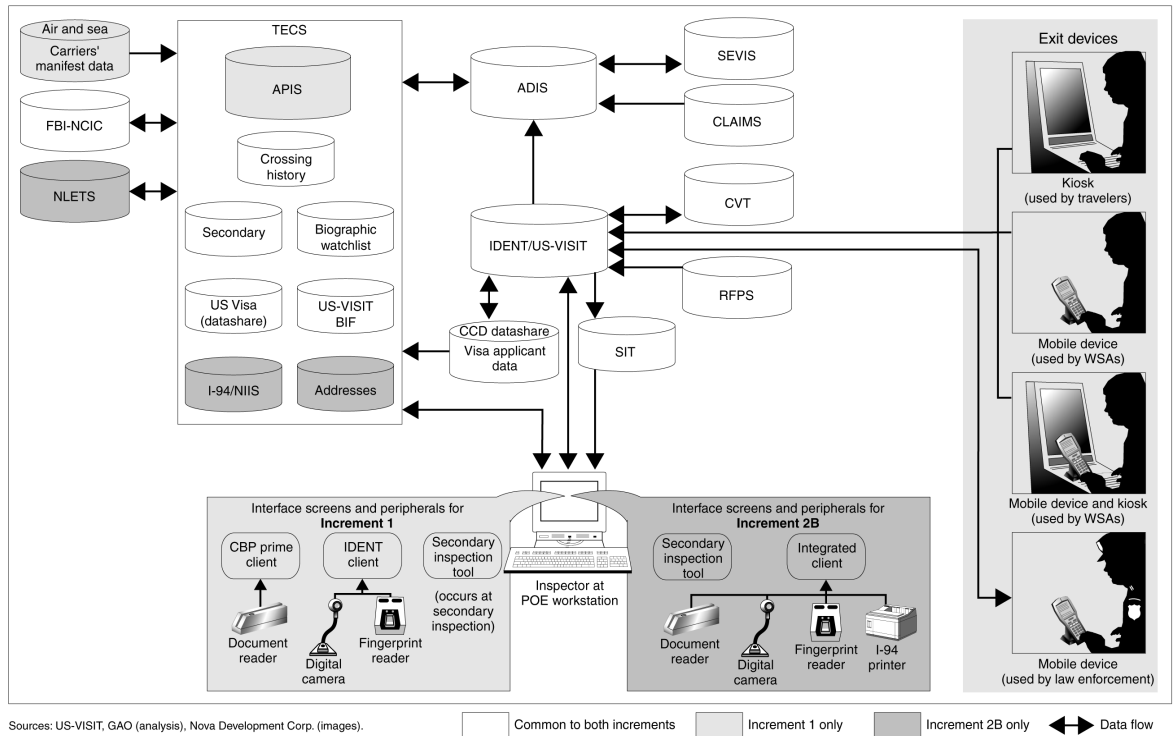 Air and sea
Carriers'
manifest data
FBI-NCIC
NLETS
TECS
APIS
Crossing
history
Secondary
Biographic
watchlist
US Visa
(datashare)
US-VISIT
BIF
I-94/NIIS
Addresses
ADIS
SEVIS
CLAIMS
CVT
IDENT/US-VISIT
RFPS
CCD datashare
Visa applicant
data
SIT
Exit devices
Kiosk
(used by travelers)
Mobile device
(used by WSAs)
Mobile device and kiosk
(used by WSAs)
Mobile device
(used by law enforcement)
Interface screens and peripherals for
Increment 1
CBP prime
client
IDENT
client
Secondary
inspection
tool
(occurs at
secondary
inspection)
Document
reader
Digital
camera
Fingerprint
reader
Inspector at
POE workstation
Interface screens and peripherals for
Increment 2B
Secondary
inspection
tool
Integrated
client
Document
reader
Digital
camera
Fingerprint
reader
I-94
printer
Sources: US-VISIT, GAO (analysis), Nova Development Corp. (images).
Common to both increments
Increment 1 only
Increment 2B only
Data flow